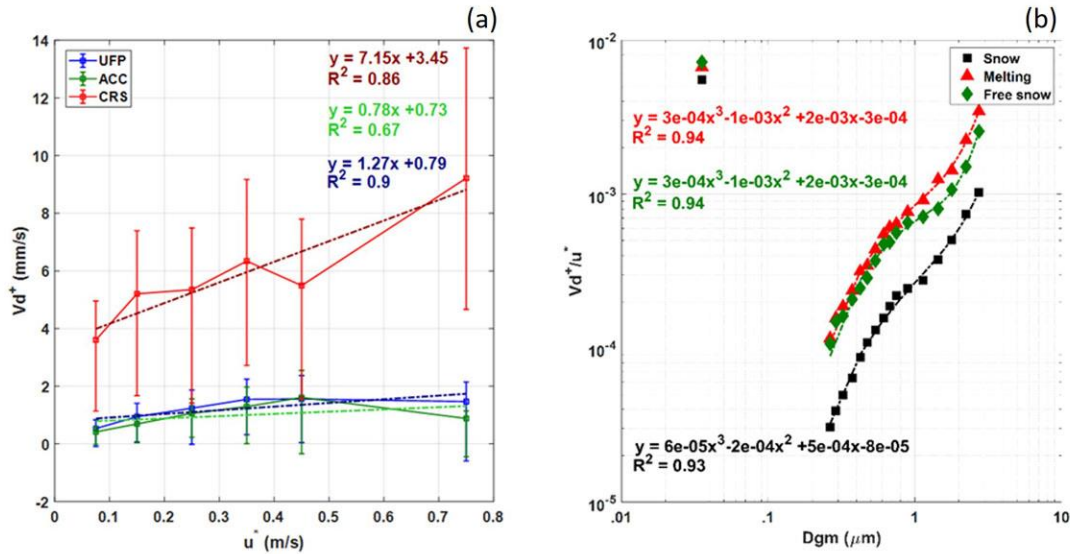 (a)
14
12
10
8
6
4
2
0
-2
Vd⁺ (mm/s)
UFP
ACC
CRS
y = 7.15x +3.45
R² = 0.86
y = 0.78x +0.73
R² = 0.67
y = 1.27x +0.79
R² = 0.9
0 0.1 0.2 0.3 0.4 0.5 0.6 0.7 0.8
u* (m/s)
(b)
10⁻²
10⁻³
10⁻⁴
10⁻⁵
Vd⁺/u*
Snow
Melting
Free snow
y = 3e-04x³-1e-03x² +2e-03x-3e-04
R² = 0.94
y = 3e-04x³-1e-03x² +2e-03x-3e-04
R² = 0.94
y = 6e-05x³-2e-04x² +5e-04x-8e-05
R² = 0.93
.01 .1 1 10
Dgm (μm)